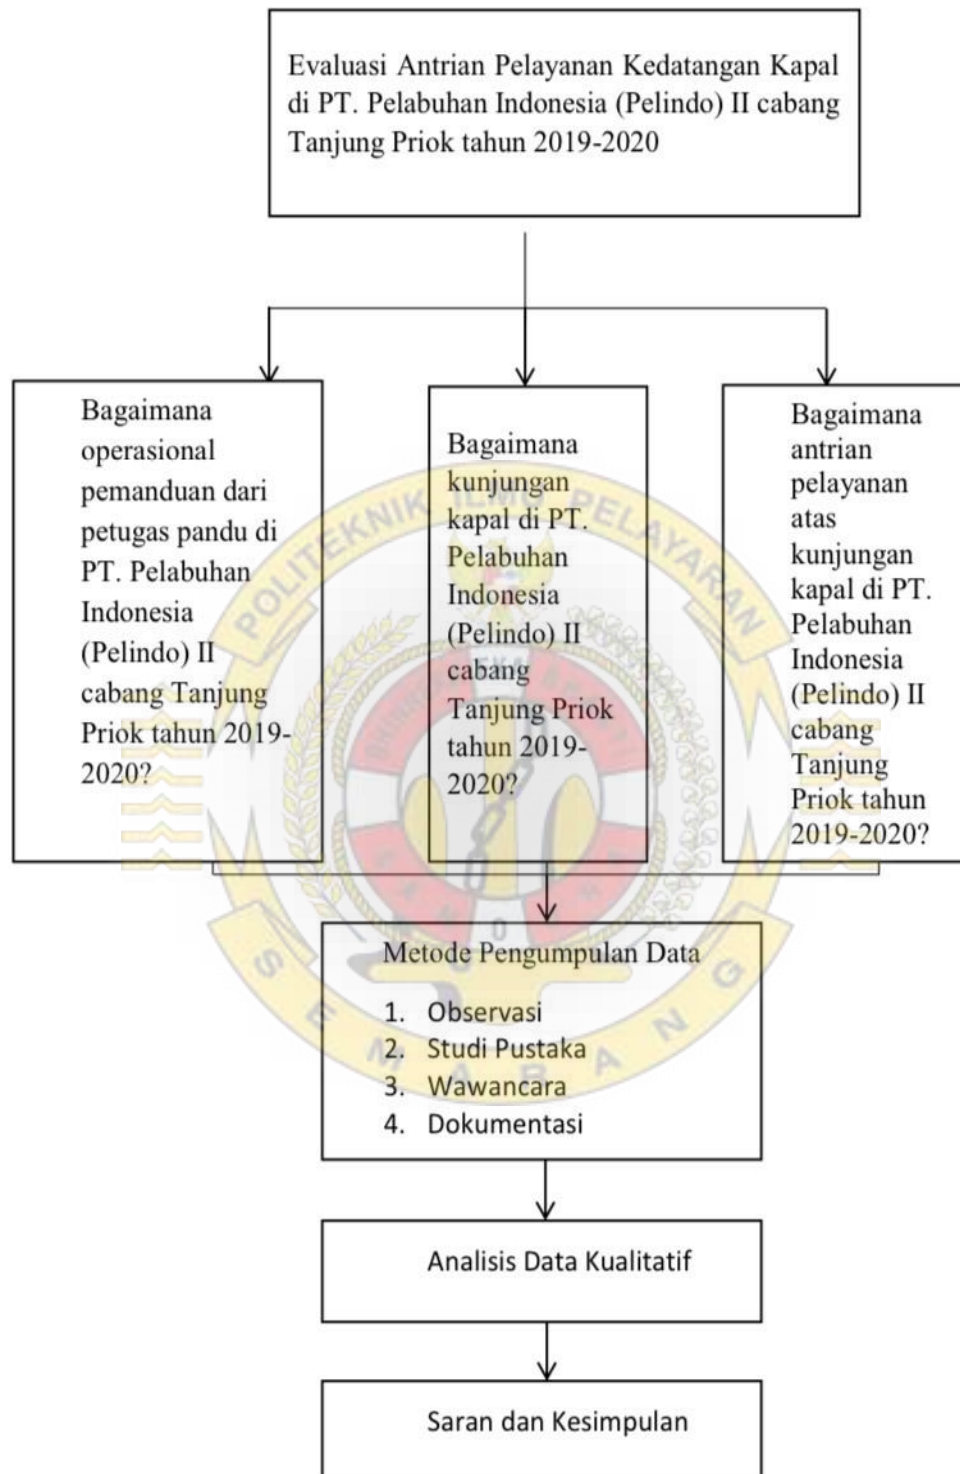 Evaluasi Antrian Pelayanan Kedatangan Kapal
di PT. Pelabuhan Indonesia (Pelindo) II cabang
Tanjung Priok tahun 2019-2020
Bagaimana
operasional
pemanduan dari
petugas pandu di
PT. Pelabuhan
Indonesia
(Pelindo) II
cabang Tanjung
Priok tahun 2019-
2020?
Bagaimana
kunjungan
kapal di PT.
Pelabuhan
Indonesia
(Pelindo) II
cabang
Tanjung Priok
tahun 2019-
2020?
Bagaimana
antrian
pelayanan
atas
kunjungan
kapal di PT.
Pelabuhan
Indonesia
(Pelindo) II
cabang
Tanjung
Priok tahun
2019-2020?
POLITEKNIK ILMU PELAYARAN
Metode Pengumpulan Data
1. Observasi
2. Studi Pustaka
3. Wawancara
4. Dokumentasi
SEMARANG
Analisis Data Kualitatif
Saran dan Kesimpulan